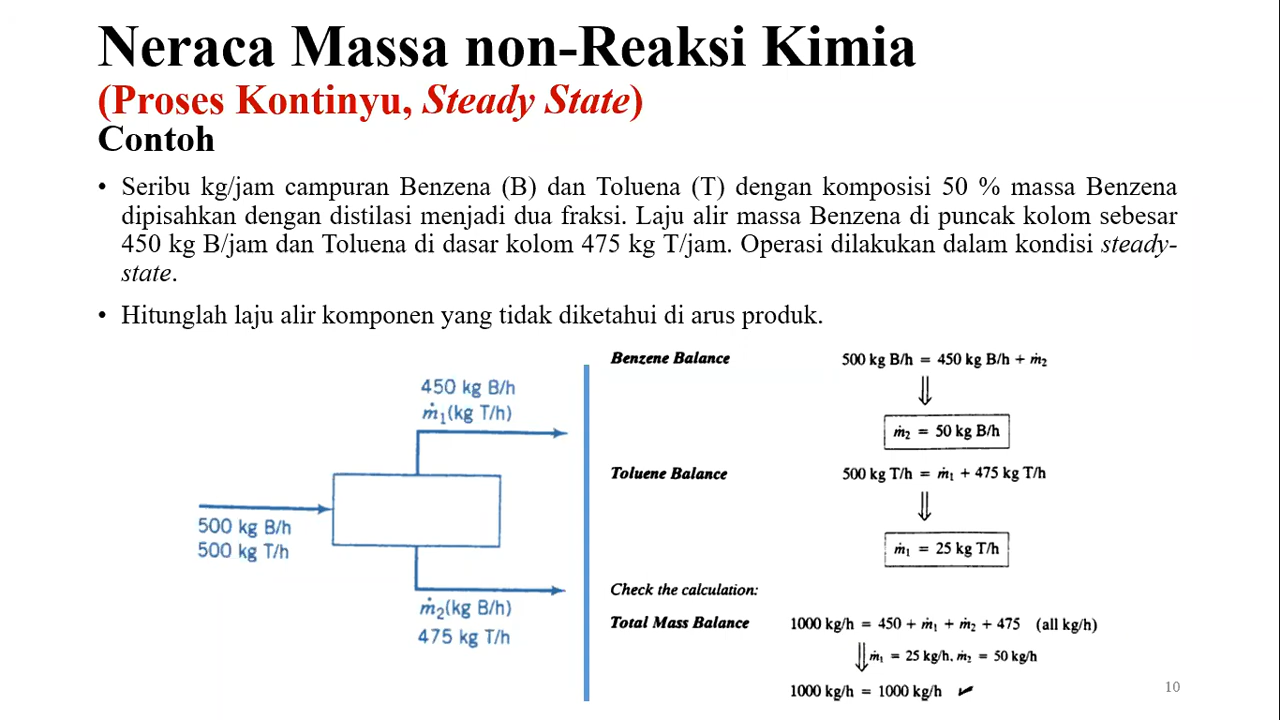 Neraca Massa non-Reaksi Kimia
(Proses Kontinyu, Steady State)
Contoh
• Seribu kg/jam campuran Benzena (B) dan Toluena (T) dengan komposisi 50 % massa Benzena
dipisahkan dengan distilasi menjadi dua fraksi. Laju alir massa Benzena di puncak kolom sebesar
450 kg B/jam dan Toluena di dasar kolom 475 kg T/jam. Operasi dilakukan dalam kondisi steady-
state.
• Hitunglah laju alir komponen yang tidak diketahui di arus produk.
450 kg B/h
ṁ₁(kg T/h)
500 kg B/h
500 kg T/h
ṁ₂(kg B/h)
475 kg T/h
Benzene Balance 500 kg B/h = 450 kg B/h + ṁ₂
⇓
ṁ₂ = 50 kg B/h
Toluene Balance 500 kg T/h = ṁ₁ + 475 kg T/h
⇓
ṁ₁ = 25 kg T/h
Check the calculation:
Total Mass Balance 1000 kg/h = 450 + ṁ₁ + ṁ₂ + 475 (all kg/h)
⇓ ṁ₁ = 25 kg/h, ṁ₂ = 50 kg/h
1000 kg/h = 1000 kg/h ✓
10